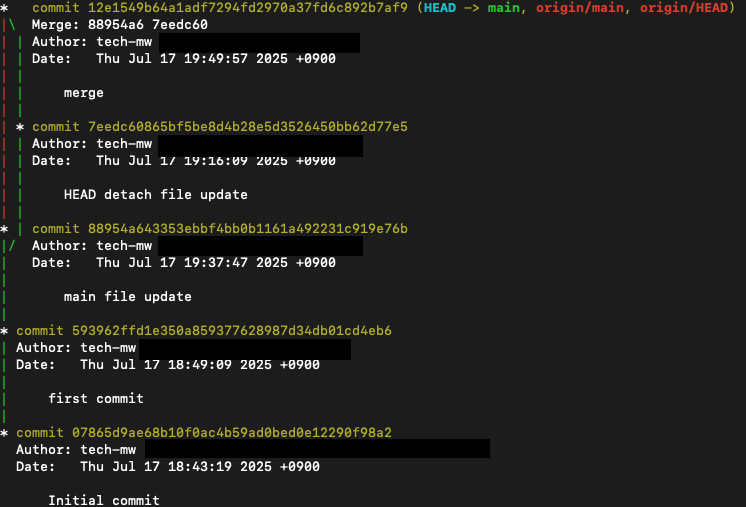 *   commit 12e1549b64a1adf7294fd2970a37fd6c892b7af9 (HEAD -> main, origin/main, origin/HEAD)
|\  Merge: 88954a6 7eedc60
| | Author: tech-mw
| | Date:   Thu Jul 17 19:49:57 2025 +0900
| |
| |     merge
| |
| * commit 7eedc60865bf5be8d4b28e5d3526450bb62d77e5
| | Author: tech-mw
| | Date:   Thu Jul 17 19:16:09 2025 +0900
| |
| |     HEAD detach file update
| |
* | commit 88954a643353ebbf4bb0b1161a492231c919e76b
|/  Author: tech-mw
|   Date:   Thu Jul 17 19:37:47 2025 +0900
|
|       main file update
|
* commit 593962ffd1e350a859377628987d34db01cd4eb6
| Author: tech-mw
| Date:   Thu Jul 17 18:49:09 2025 +0900
|
|     first commit
|
* commit 07865d9ae68b10f0ac4b59ad0bed0e12290f98a2
  Author: tech-mw
  Date:   Thu Jul 17 18:43:19 2025 +0900

      Initial commit